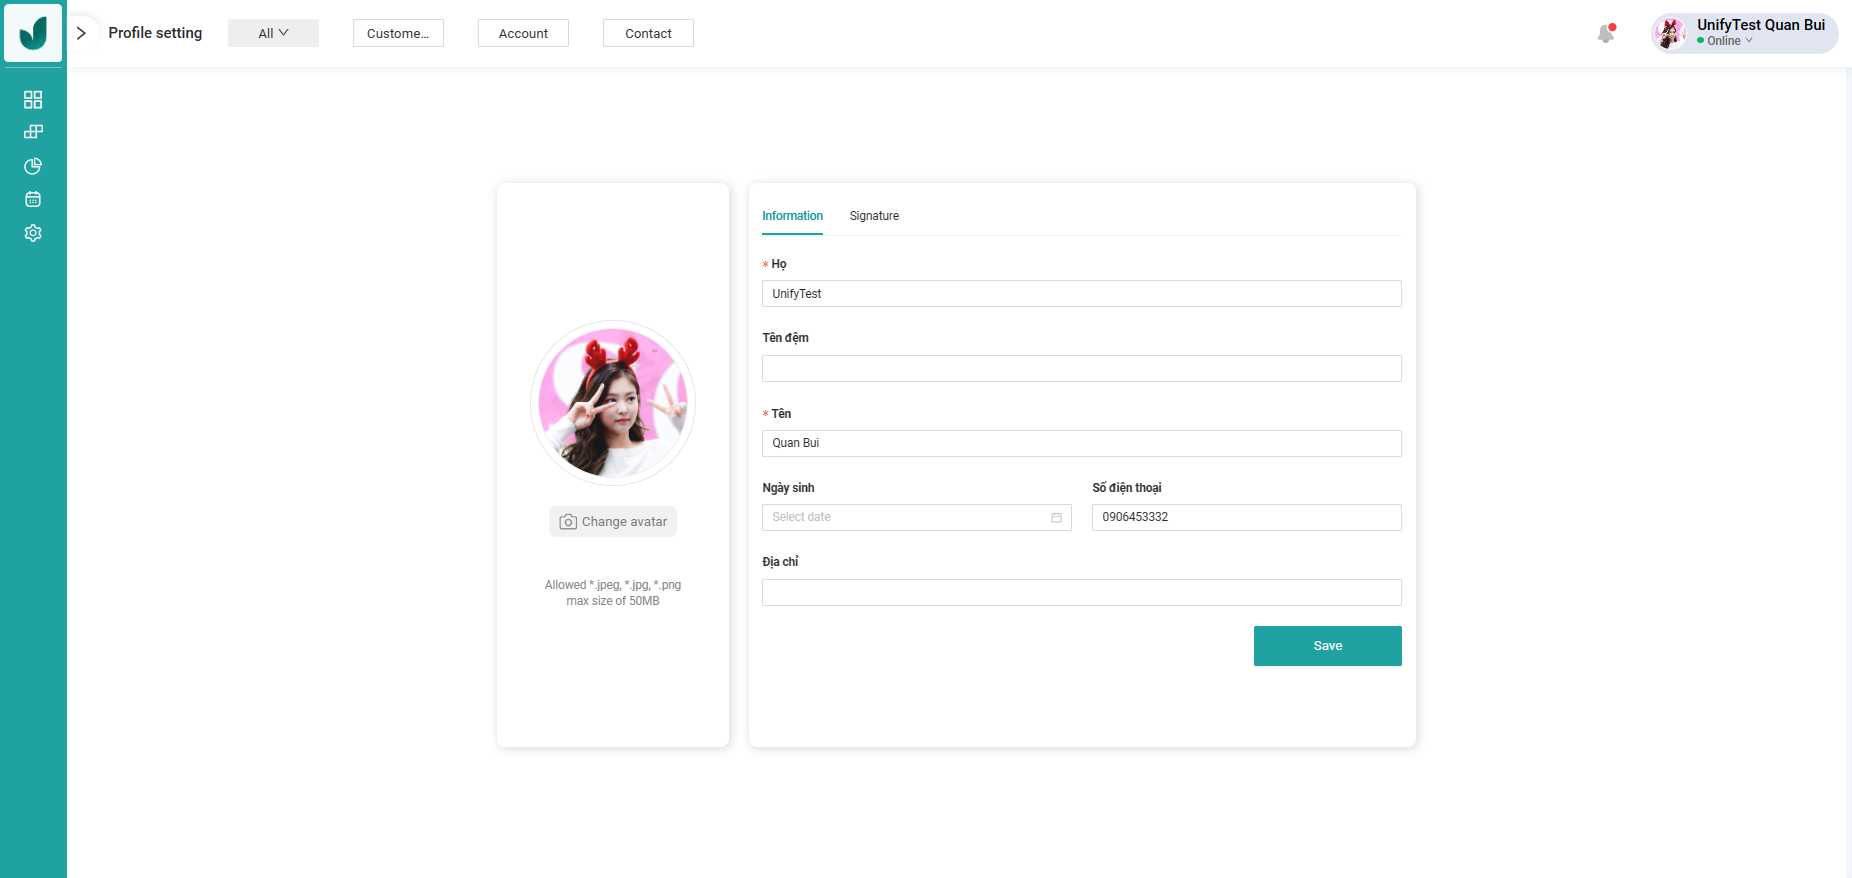 Profile setting
All
Custome...
Account
Contact
UnifyTest Quan Bui
Online
Change avatar
Allowed *.jpeg, *.jpg, *.png
max size of 50MB
Information
Signature
* Họ
UnifyTest
Tên đệm
* Tên
Quan Bui
Ngày sinh
Số điện thoại
Select date
0906453332
Địa chỉ
Save